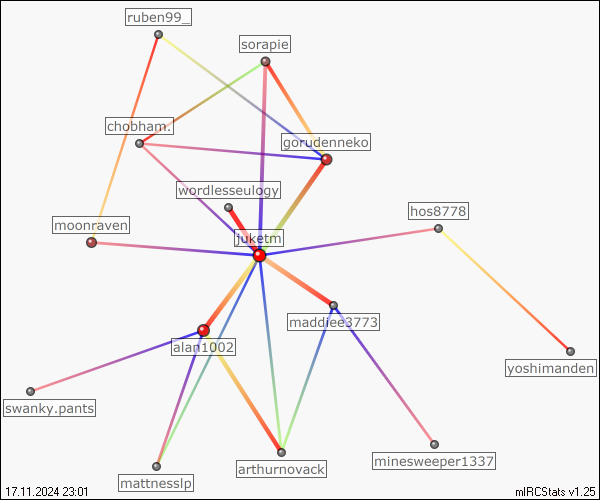 ruben99_
sorapie
chobham.
gorudenneko
wordlesseulogy
hos8778
moonraven
juketm
maddiee3773
alan1002
yoshimanden
swanky.pants
minesweeper1337
arthurnovack
mattnesslp
17.11.2024 23:01
mIRCStats v1.25